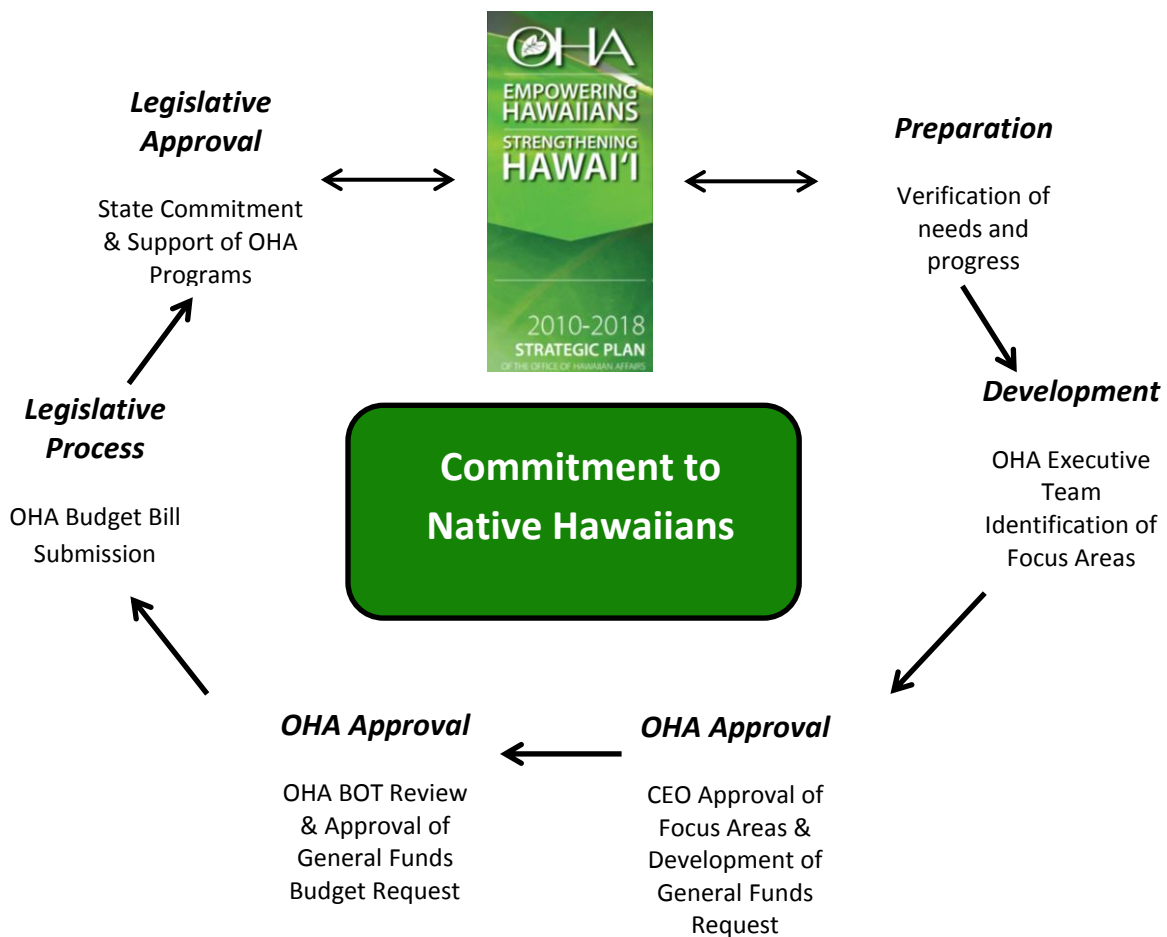 OHA
EMPOWERING
HAWAIIANS
STRENGTHENING
HAWAI‘I
2010-2018
STRATEGIC PLAN
OF THE OFFICE OF HAWAIIAN AFFAIRS
Preparation
Verification of
needs and
progress
Development
OHA Executive
Team
Identification of
Focus Areas
OHA Approval
CEO Approval of
Focus Areas &
Development of
General Funds
Request
OHA Approval
OHA BOT Review
& Approval of
General Funds
Budget Request
Legislative
Process
OHA Budget Bill
Submission
Legislative
Approval
State Commitment
& Support of OHA
Programs
Commitment to
Native Hawaiians